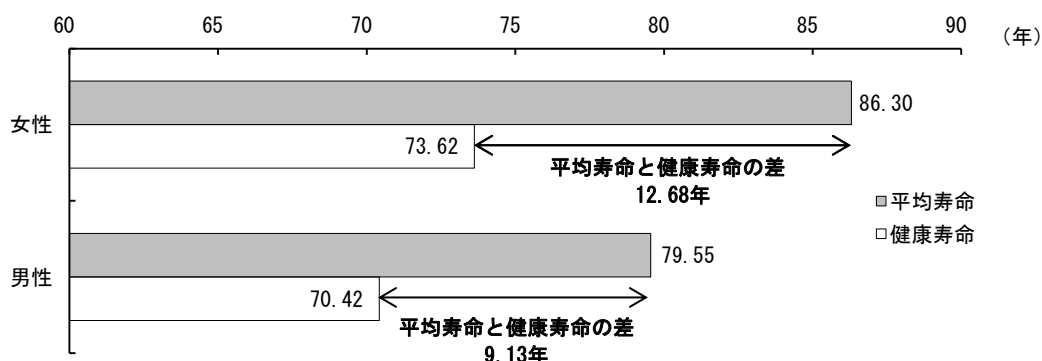 60 65 70 75 80 85 90
（年）
女性
86.30
73.62
平均寿命と健康寿命の差
12.68年
平均寿命
健康寿命
男性
79.55
70.42
平均寿命と健康寿命の差
9.13年